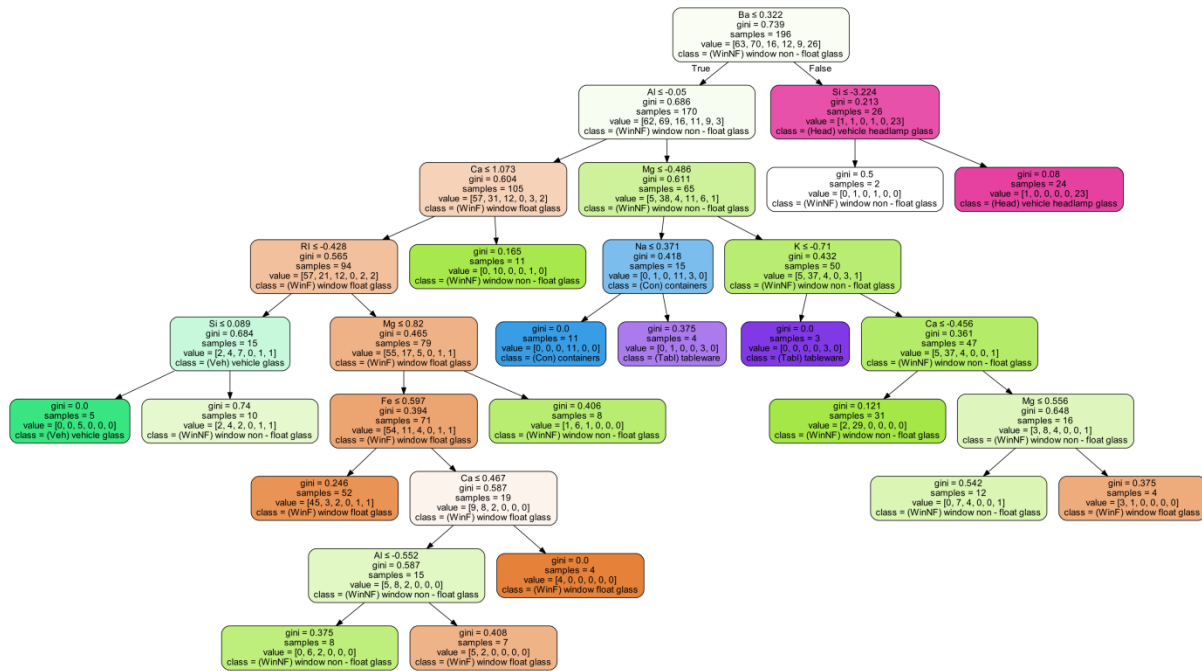 Ba ≤ 0.322
gini = 0.739
samples = 196
value = [63, 70, 16, 12, 9, 26]
class = (WinNF) window non - float glass
True
False
Al ≤ -0.05
gini = 0.686
samples = 170
value = [62, 69, 16, 11, 9, 3]
class = (WinNF) window non - float glass
Si ≤ -3.224
gini = 0.213
samples = 26
value = [1, 1, 0, 1, 0, 23]
class = (Head) vehicle headlamp glass
Ca ≤ 1.073
gini = 0.604
samples = 105
value = [57, 31, 12, 0, 3, 2]
class = (WinF) window float glass
Mg ≤ -0.486
gini = 0.611
samples = 65
value = [5, 38, 4, 11, 6, 1]
class = (WinNF) window non - float glass
gini = 0.5
samples = 2
value = [0, 1, 0, 1, 0, 0]
class = (WinNF) window non - float glass
gini = 0.08
samples = 24
value = [1, 0, 0, 0, 0, 23]
class = (Head) vehicle headlamp glass
RI ≤ -0.428
gini = 0.565
samples = 94
value = [57, 21, 12, 0, 2, 2]
class = (WinF) window float glass
gini = 0.165
samples = 11
value = [0, 10, 0, 0, 1, 0]
class = (WinNF) window non - float glass
Na ≤ 0.371
gini = 0.418
samples = 15
value = [0, 1, 0, 11, 3, 0]
class = (Con) containers
K ≤ -0.71
gini = 0.432
samples = 50
value = [5, 37, 4, 0, 3, 1]
class = (WinNF) window non - float glass
Si ≤ 0.089
gini = 0.684
samples = 15
value = [2, 4, 7, 0, 1, 1]
class = (Veh) vehicle glass
Mg ≤ 0.82
gini = 0.465
samples = 79
value = [55, 17, 5, 0, 1, 1]
class = (WinF) window float glass
gini = 0.0
samples = 11
value = [0, 0, 0, 11, 0, 0]
class = (Con) containers
gini = 0.375
samples = 4
value = [0, 1, 0, 0, 3, 0]
class = (Tabl) tableware
gini = 0.0
samples = 3
value = [0, 0, 0, 0, 3, 0]
class = (Tabl) tableware
Ca ≤ -0.456
gini = 0.361
samples = 47
value = [5, 37, 4, 0, 0, 1]
class = (WinNF) window non - float glass
gini = 0.0
samples = 5
value = [0, 0, 5, 0, 0, 0]
class = (Veh) vehicle glass
gini = 0.74
samples = 10
value = [2, 4, 2, 0, 1, 1]
class = (WinNF) window non - float glass
Fe ≤ 0.597
gini = 0.394
samples = 71
value = [54, 11, 4, 0, 1, 1]
class = (WinF) window float glass
gini = 0.406
samples = 8
value = [1, 6, 1, 0, 0, 0]
class = (WinNF) window non - float glass
gini = 0.121
samples = 31
value = [2, 29, 0, 0, 0, 0]
class = (WinNF) window non - float glass
Mg ≤ 0.556
gini = 0.648
samples = 16
value = [3, 8, 4, 0, 0, 1]
class = (WinNF) window non - float glass
gini = 0.246
samples = 52
value = [45, 3, 2, 0, 1, 1]
class = (WinF) window float glass
Ca ≤ 0.467
gini = 0.587
samples = 19
value = [9, 8, 2, 0, 0, 0]
class = (WinF) window float glass
gini = 0.542
samples = 12
value = [0, 7, 4, 0, 0, 1]
class = (WinNF) window non - float glass
gini = 0.375
samples = 4
value = [3, 1, 0, 0, 0, 0]
class = (WinF) window float glass
Al ≤ -0.552
gini = 0.587
samples = 15
value = [5, 8, 2, 0, 0, 0]
class = (WinNF) window non - float glass
gini = 0.0
samples = 4
value = [4, 0, 0, 0, 0, 0]
class = (WinF) window float glass
gini = 0.375
samples = 8
value = [0, 6, 2, 0, 0, 0]
class = (WinNF) window non - float glass
gini = 0.408
samples = 7
value = [5, 2, 0, 0, 0, 0]
class = (WinF) window float glass